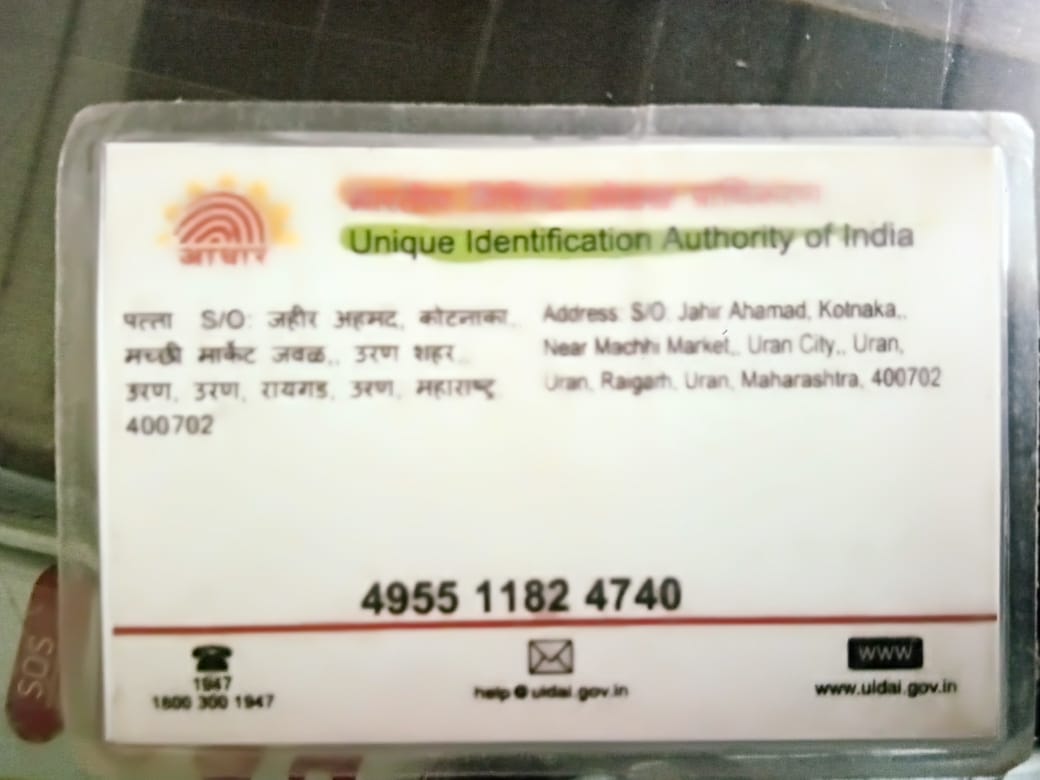 आधार
Unique Identification Authority of India
पत्ता S/O: जहीर अहमद, कोटनाका,,
मच्छी मार्केट जवळ,, उरण शहर,,
उरण, उरण, रायगड, उरण, महाराष्ट्र,
400702
Address: S/O: Jahir Ahamad, Kotnaka,,
Near Machhi Market,, Uran City,, Uran,
Uran, Raigarh, Uran, Maharashtra, 400702
4955 1182 4740
1947
1800 300 1947
help@uidai.gov.in
WWW
www.uidai.gov.in
SOS